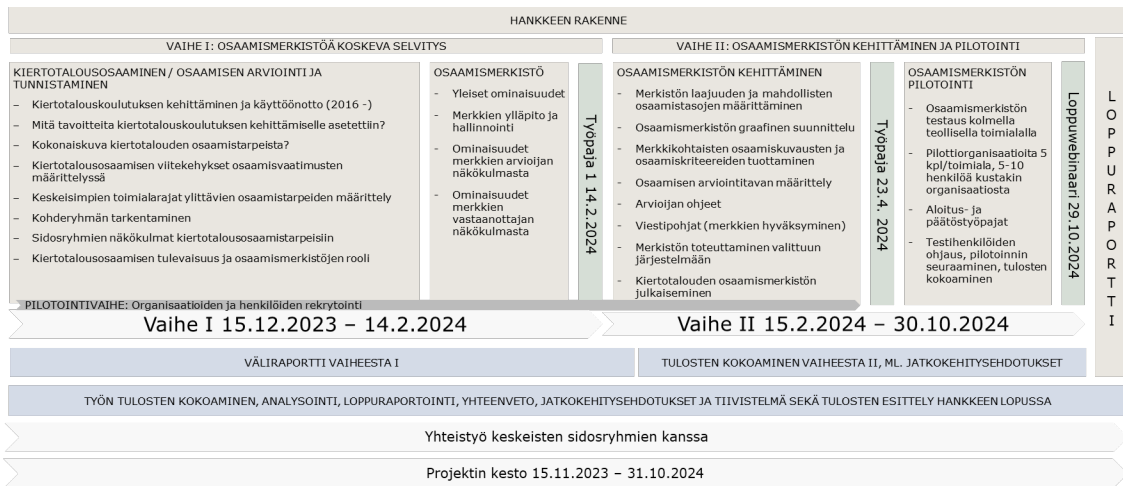 HANKKEEN RAKENNE
VAIHE I: OSAAMISMERKISTÖÄ KOSKEVA SELVITYS
KIERTOTALOUSOSAAMINEN / OSAAMISEN ARVIOINTI JA
TUNNISTAMINEN
– Kiertotalouskoulutuksen kehittäminen ja käyttöönotto (2016 -)
– Mitä tavoitteita kiertotalouskoulutuksen kehittämiselle asetettiin?
– Kokonaiskuva kiertotalouden osaamistarpeista?
– Kiertotalousosaamisen viitekehykset osaamisvaatimusten
määrittelyssä
– Keskeisimpien toimialarajat ylittävien osaamistarpeiden määrittely
– Kohderyhmän tarkentaminen
– Sidosryhmien näkökulmat kiertotalousosaamistarpeisiin
– Kiertotalousosaamisen tulevaisuus ja osaamismerkistöjen rooli
OSAAMISMERKISTÖ
- Yleiset ominaisuudet
- Merkkien ylläpito ja
hallinnointi
- Ominaisuudet
merkkien arvioijan
näkökulmasta
- Ominaisuudet
merkkien
vastaanottajan
näkökulmasta
Työpaja 1 14.2.2024
VAIHE II: OSAAMISMERKISTÖN KEHITTÄMINEN JA PILOTOINTI
OSAAMISMERKISTÖN KEHITTÄMINEN
- Merkistön laajuuden ja mahdollisten
osaamistasojen määrittäminen
- Osaamismerkistön graafinen suunnittelu
- Merkkikohtaisten osaamiskuvausten ja
osaamiskriteereiden tuottaminen
- Osaamisen arviointitavan määrittely
- Arvioijan ohjeet
- Viestipohjat (merkkien hyväksyminen)
- Merkistön toteuttaminen valittuun
järjestelmään
- Kiertotalouden osaamismerkistön
julkaiseminen
Työpaja 23.4. 2024
OSAAMISMERKISTÖN
PILOTOINTI
- Osaamismerkistön
testaus kolmella
teollisella toimialalla
- Pilottiorganisaatioita 5
kpl/toimiala, 5-10
henkilöä kustakin
organisaatiosta
- Aloitus- ja
päätöstyöpajat
- Testihenkilöiden
ohjaus, pilotoinnin
seuraaminen, tulosten
kokoaminen
Loppuwebinaari 29.10.2024
LOPPURAPORTTI
PILOTOINTIVAIHE: Organisaatioiden ja henkilöiden rekrytointi
Vaihe I 15.12.2023 – 14.2.2024
Vaihe II 15.2.2024 – 30.10.2024
VÄLIRAPORTTI VAIHEESTA I
TULOSTEN KOKOAMINEN VAIHEESTA II, ML. JATKOKEHITYSEHDOTUKSET
TYÖN TULOSTEN KOKOAMINEN, ANALYSOINTI, LOPPURAPORTOINTI, YHTEENVETO, JATKOKEHITYSEHDOTUKSET JA TIIVISTELMÄ SEKÄ TULOSTEN ESITTELY HANKKEEN LOPUSSA
Yhteistyö keskeisten sidosryhmien kanssa
Projektin kesto 15.11.2023 – 31.10.2024